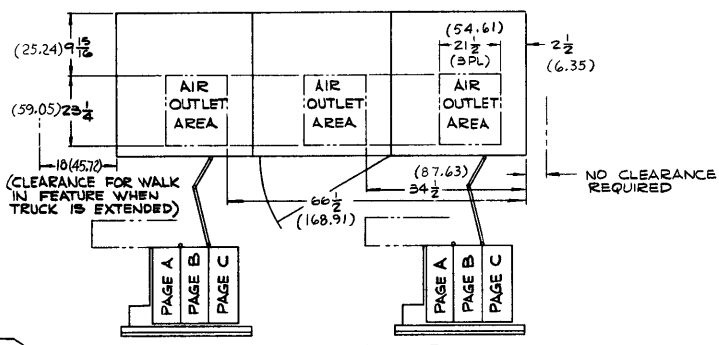 (25.24) 9 15/16
(54.61)
21 1/2
(3 PL)
2 1/2
(6.35)
(59.05) 23 1/4
AIR
OUTLET
AREA
AIR
OUTLET
AREA
AIR
OUTLET
AREA
18(45.72)
(CLEARANCE FOR WALK
IN FEATURE WHEN
TRUCK IS EXTENDED)
(87.63)
34 1/2
66 1/2
(168.91)
NO CLEARANCE
REQUIRED
PAGE A
PAGE B
PAGE C
PAGE A
PAGE B
PAGE C